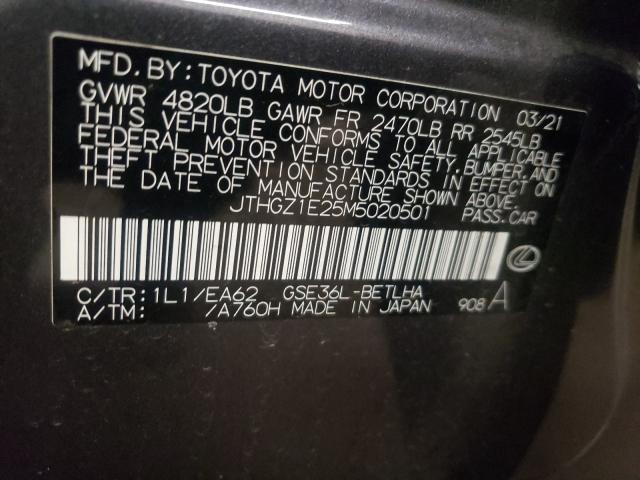 MFD. BY: TOYOTA MOTOR CORPORATION 03/21
GVWR 4820LB GAWR FR 2470LB RR 2545LB
THIS VEHICLE CONFORMS TO ALL APPLICABLE
FEDERAL MOTOR VEHICLE SAFETY, BUMPER, AND
THEFT PREVENTION STANDARDS IN EFFECT ON
THE DATE OF MANUFACTURE SHOWN ABOVE.
JTHGZ1E25M5020501 PASS.CAR
C/TR: 1L1/EA62 GSE36L-BETLHA
A/TM: /A760H MADE IN JAPAN 908 A